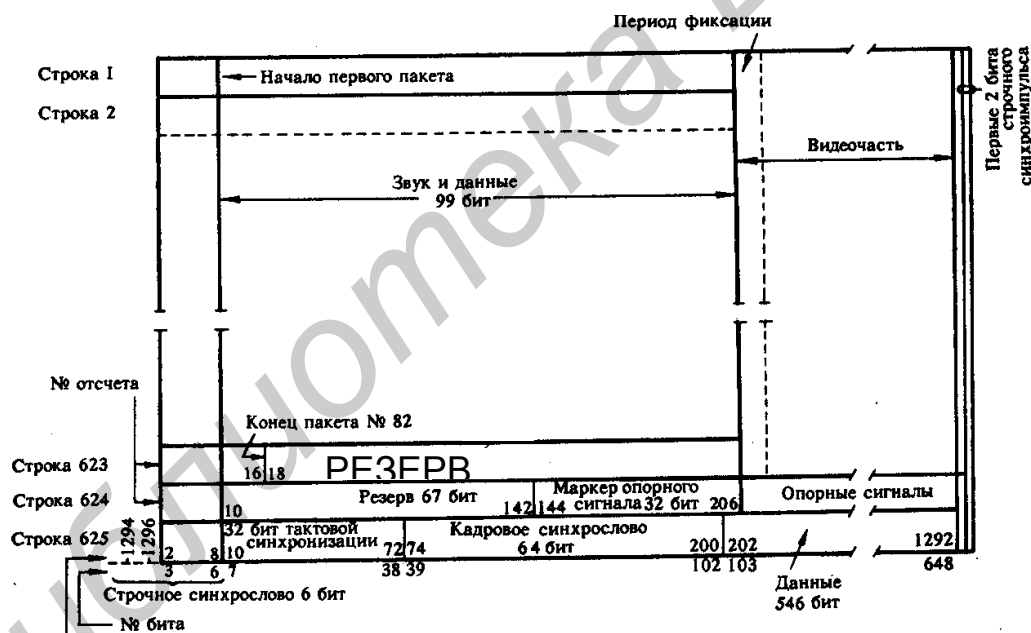 Период фиксации
Строка I
Начало первого пакета
Строка 2
Первые 2 бита
строчного
синхроимпульса
Видеочасть
Звук и данные
99 бит
№ отсчета
Конец пакета № 82
Строка 623
16 18
РЕЗЕРВ
Строка 624
10
Резерв 67 бит
142 144
Маркер опорного
сигнала 32 бит
206
Опорные сигналы
Строка 625
1294
1296
2
8
10
32 бит тактовой
синхронизации
72 74
Кадровое синхрослово
64 бит
200 202
1292
3
6
7
38 39
102 103
648
Данные
546 бит
Строчное синхрослово 6 бит
№ бита